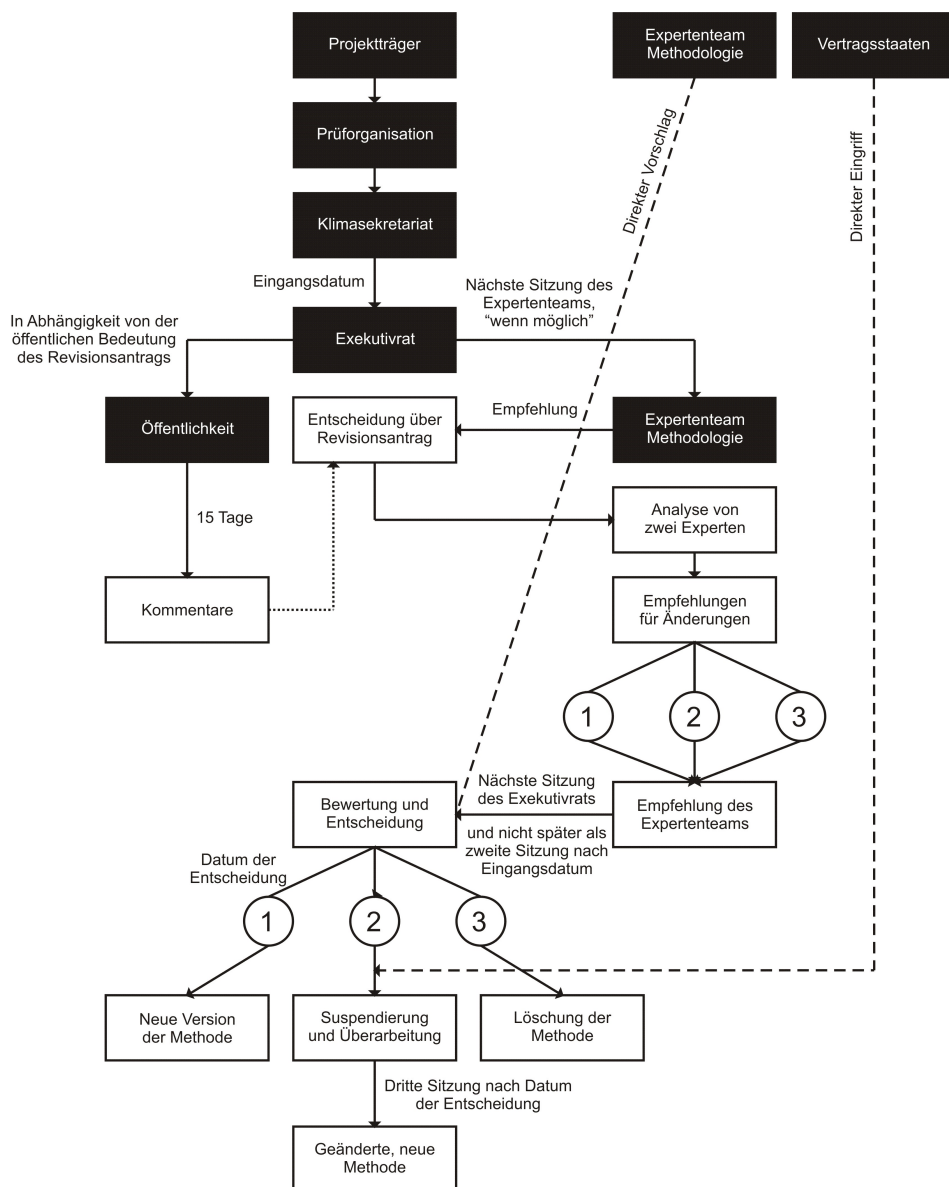 Projektträger
Expertenteam
Methodologie
Vertragsstaaten
Prüforganisation
Direkter Vorschlag
Direkter Eingriff
Klimasekretariat
Eingangsdatum
Nächste Sitzung des
Expertenteams,
“wenn möglich”
In Abhängigkeit von der
öffentlichen Bedeutung
des Revisionsantrags
Exekutivrat
Öffentlichkeit
Entscheidung über
Revisionsantrag
Empfehlung
Expertenteam
Methodologie
15 Tage
Analyse von
zwei Experten
Kommentare
Empfehlungen
für Änderungen
1
2
3
Bewertung und
Entscheidung
Nächste Sitzung
des Exekutivrats
und nicht später als
zweite Sitzung nach
Eingangsdatum
Empfehlung des
Expertenteams
Datum der
Entscheidung
1
2
3
Neue Version
der Methode
Suspendierung
und Überarbeitung
Löschung der
Methode
Dritte Sitzung nach Datum
der Entscheidung
Geänderte, neue
Methode